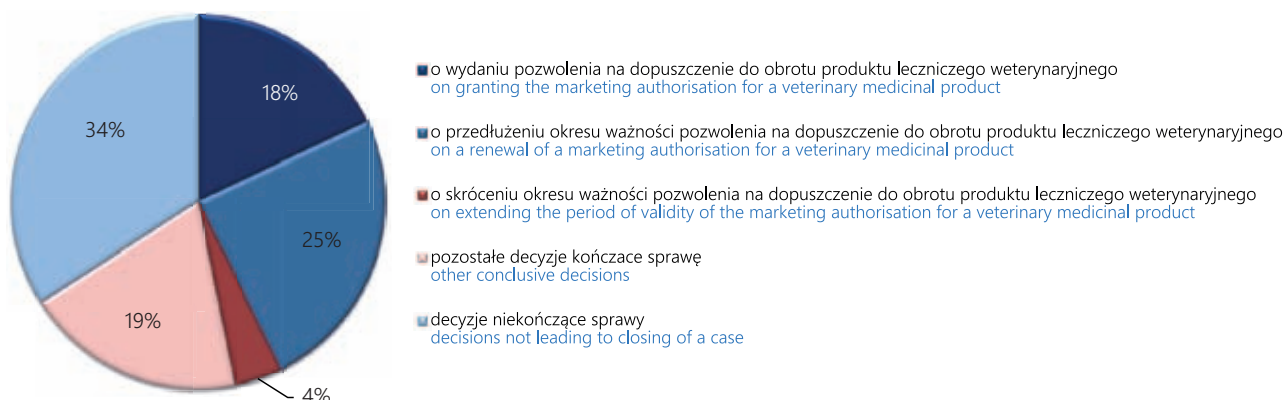 18%
34%
25%
19%
4%
o wydaniu pozwolenia na dopuszczenie do obrotu produktu leczniczego weterynaryjnego
on granting the marketing authorisation for a veterinary medicinal product
o przedłużeniu okresu ważności pozwolenia na dopuszczenie do obrotu produktu leczniczego weterynaryjnego
on a renewal of a marketing authorisation for a veterinary medicinal product
o skróceniu okresu ważności pozwolenia na dopuszczenie do obrotu produktu leczniczego weterynaryjnego
on extending the period of validity of the marketing authorisation for a veterinary medicinal product
pozostałe decyzje kończace sprawę
other conclusive decisions
decyzje niekończące sprawy
decisions not leading to closing of a case